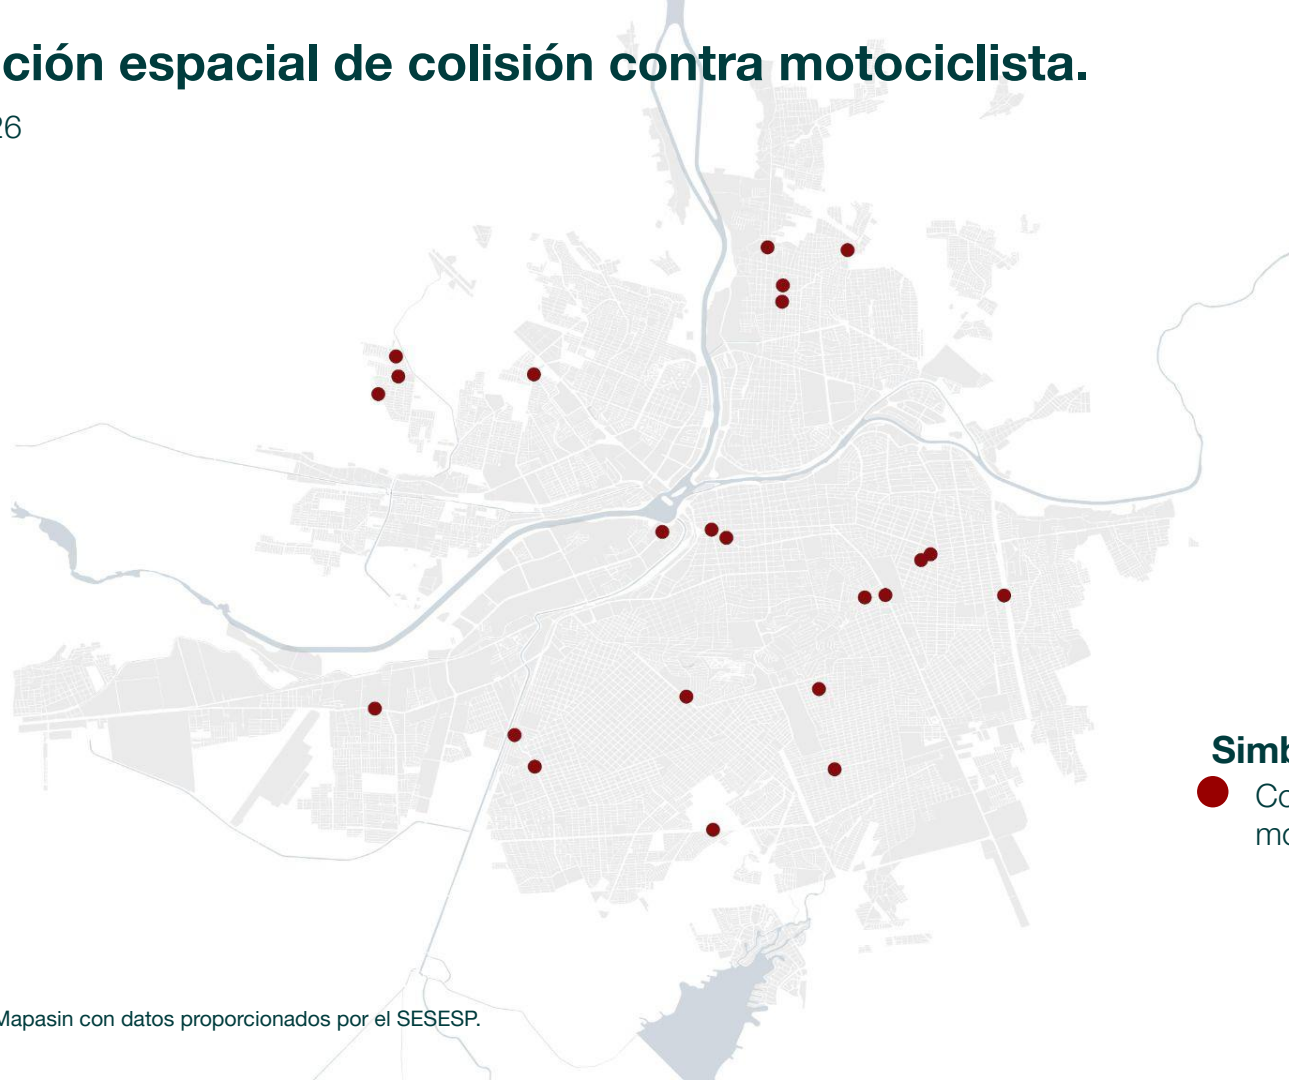 ción espacial de colisión contra motociclista.
26
Simb
Co
mo
Mapasin con datos proporcionados por el SESESP.